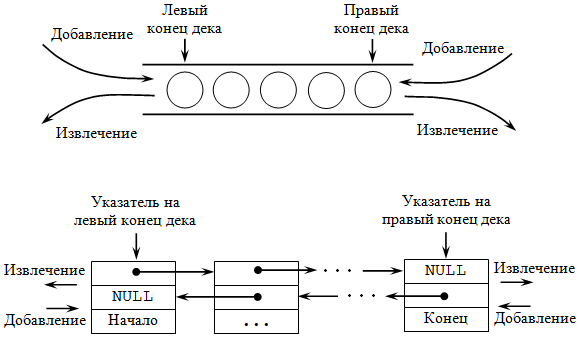 Левый
конец дека
Правый
конец дека
Добавление
Добавление
Извлечение
Извлечение
Указатель на
левый конец дека
Указатель на
правый конец дека
Извлечение
NULL
Извлечение
...
NULL
...
Добавление
Начало
...
Конец
Добавление